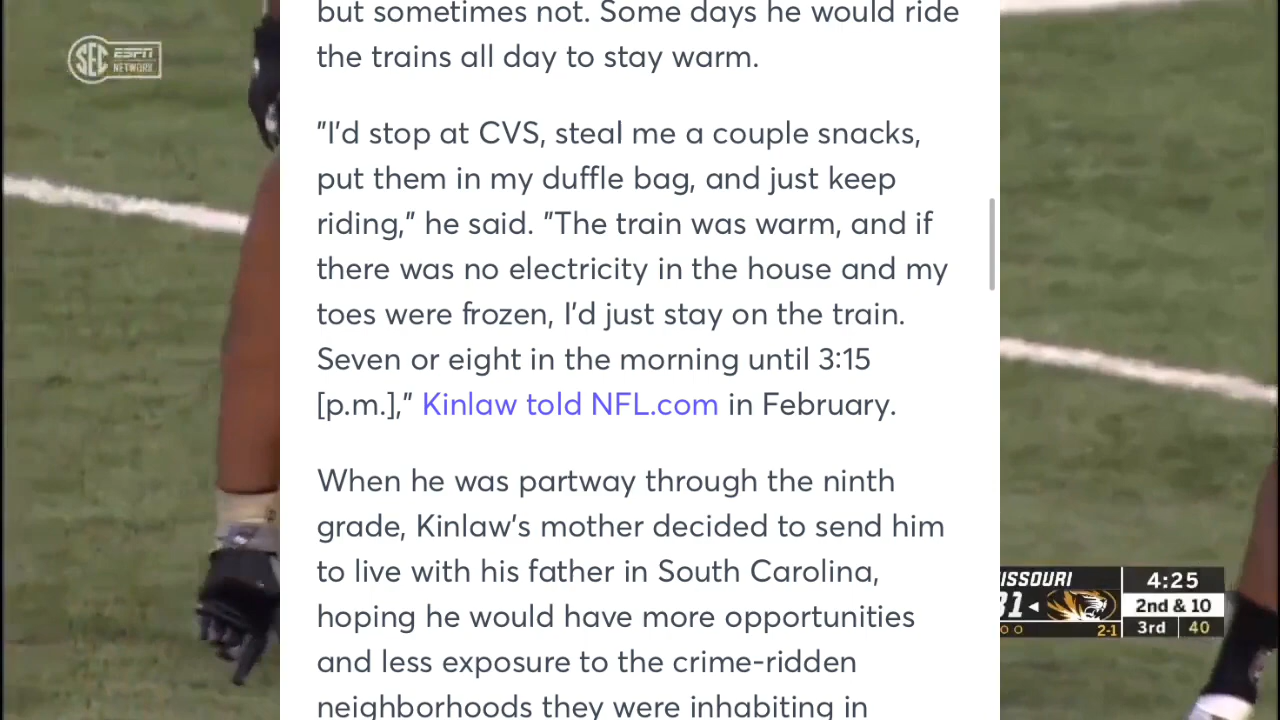 SEC ESPN
NETWORK
but sometimes not. Some days he would ride
the trains all day to stay warm.
"I'd stop at CVS, steal me a couple snacks,
put them in my duffle bag, and just keep
riding," he said. "The train was warm, and if
there was no electricity in the house and my
toes were frozen, I'd just stay on the train.
Seven or eight in the morning until 3:15
[p.m.]," Kinlaw told NFL.com in February.
When he was partway through the ninth
grade, Kinlaw's mother decided to send him
to live with his father in South Carolina,
hoping he would have more opportunities
and less exposure to the crime-ridden
neighborhoods they were inhabiting in
ISSOURI
31
2-1
4:25
2nd & 10
3rd 40